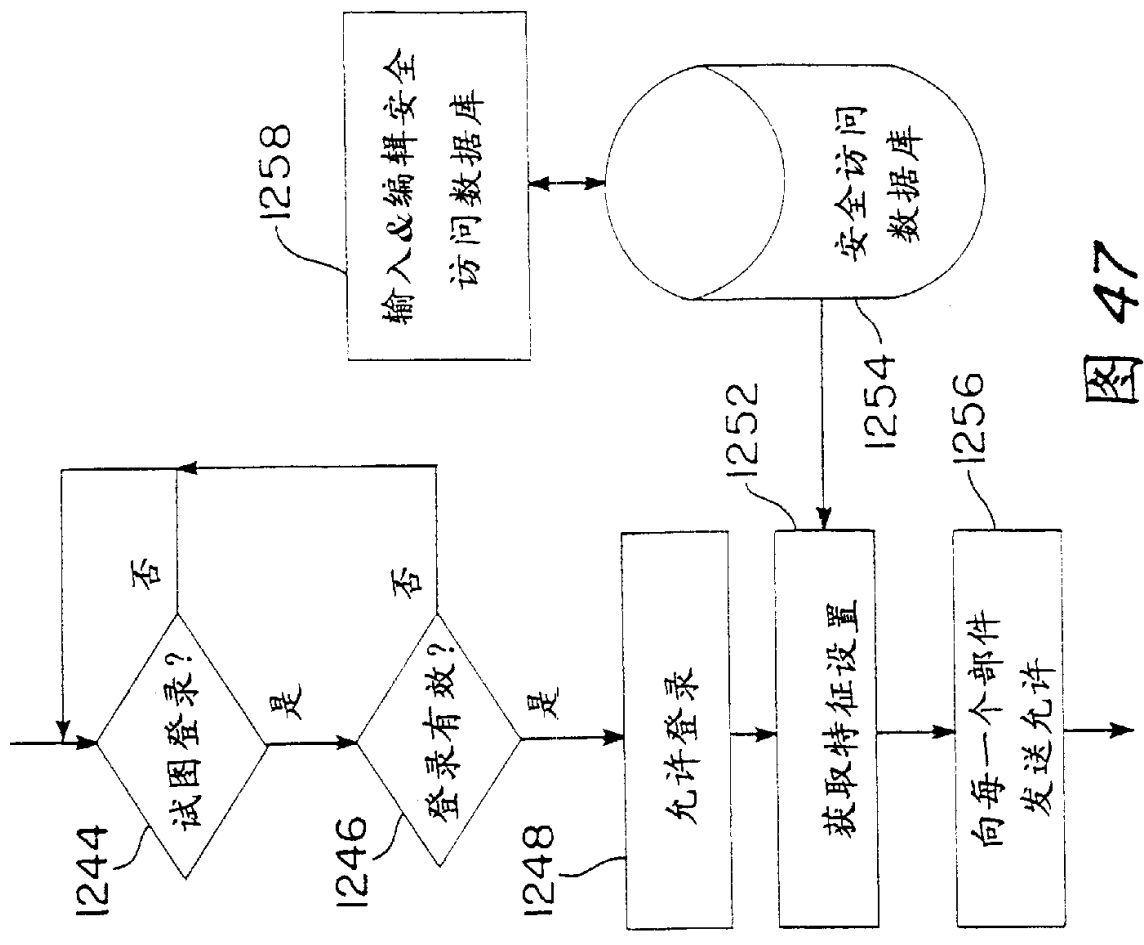 1244
试图登录?
否
是
1246
登录有效?
否
是
1248
允许登录
1252
获取特征设置
1256
向每一个部件
发送允许
1258
输入&编辑安全
访问数据库
安全访问
数据库
1254
图 47